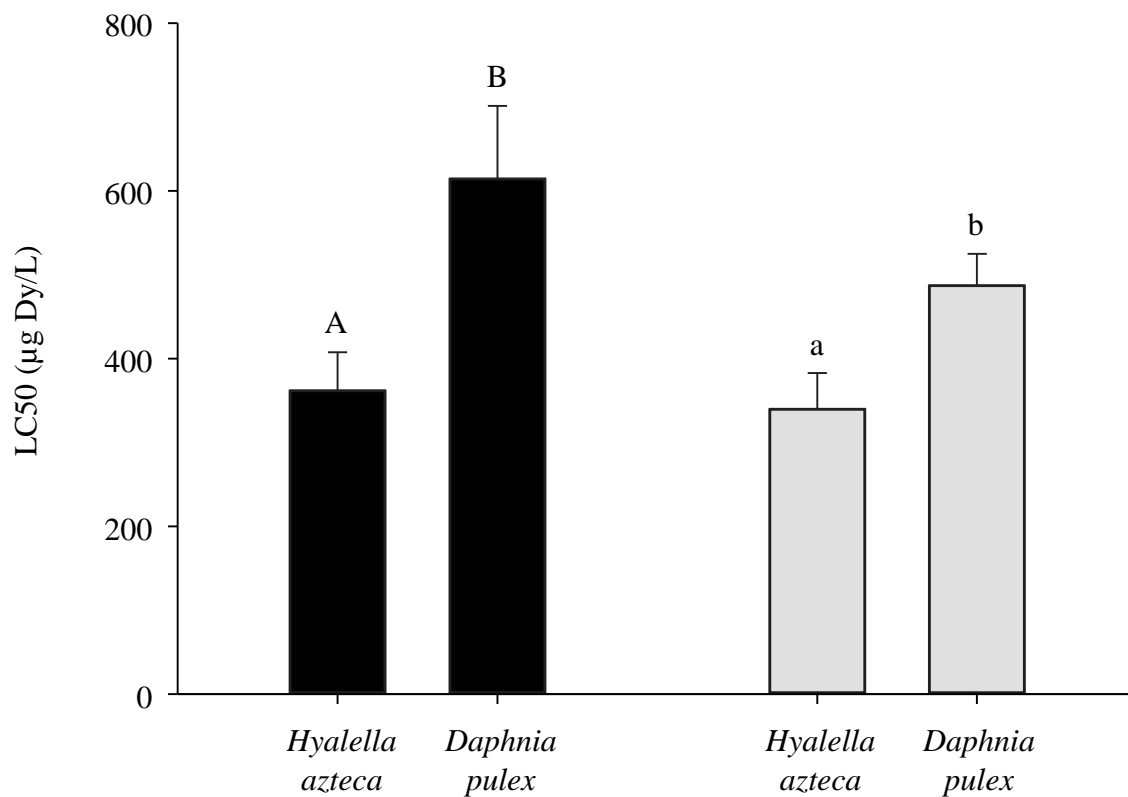 800
600
400
200
0
LC50 (µg Dy/L)
A
B
a
b
Hyalella
azteca
Daphnia
pulex
Hyalella
azteca
Daphnia
pulex